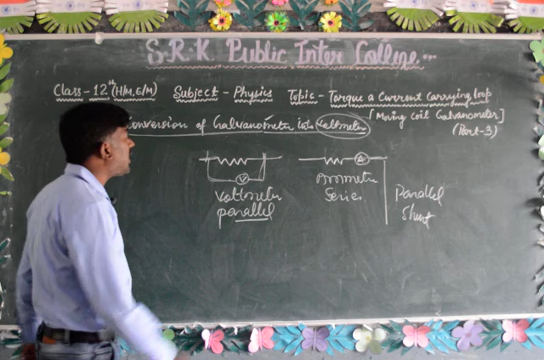 S.R.K Public Inter College...
Class - 12th (H/M, E/M) Subject - Physics Topic - Torque a Current Carrying loop
[Moving Coil Galvanometer]
(Part-3)
Conversion of Galvanometer into Voltmeter
V
Voltmeter
parallel
A
Ammeter
Series
Parallel
Shunt